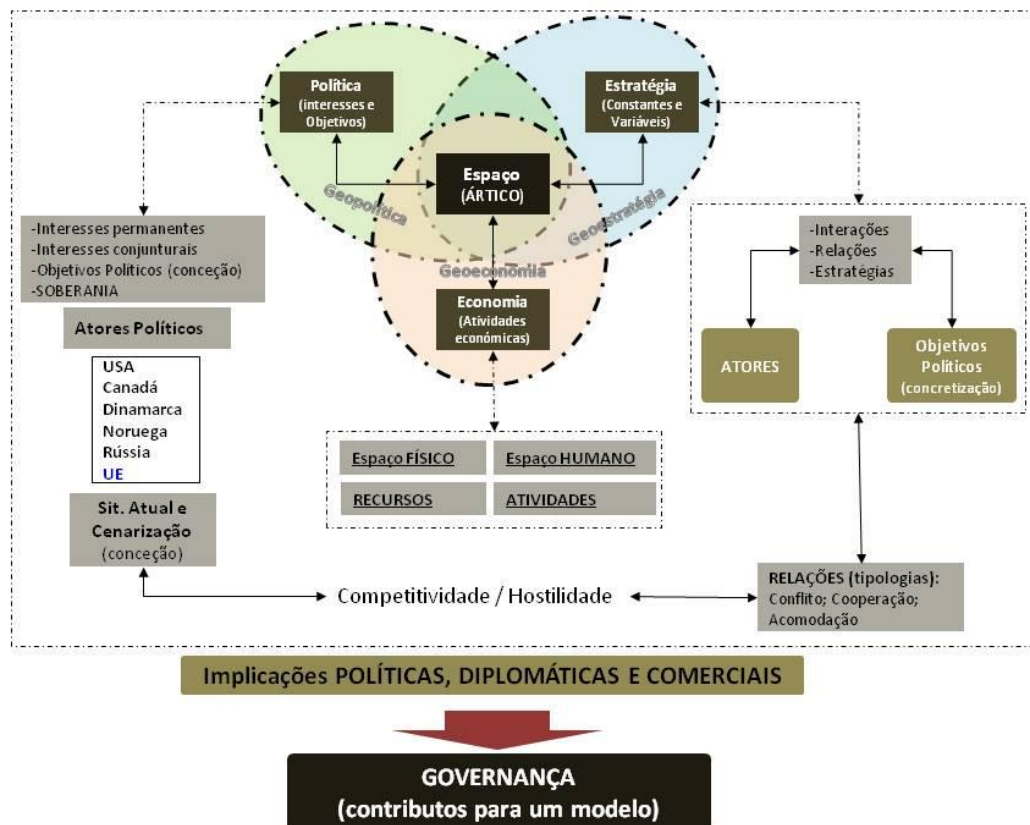 Política
(interesses e
Objetivos)
Estratégia
(Constantes e
Variáveis)
Espaço
(ÁRTICO)
Geopolítica
Geoestratégia
Geoeconomia
Economia
(Atividades
económicas)
-Interesses permanentes
-Interesses conjunturais
-Objetivos Políticos (conceção)
-SOBERANIA
Atores Políticos
USA
Canadá
Dinamarca
Noruega
Rússia
UE
Sit. Atual e
Cenarização
(conceção)
-Interações
-Relações
-Estratégias
ATORES
Objetivos
Políticos
(concretização)
Espaço FÍSICO
Espaço HUMANO
RECURSOS
ATIVIDADES
Competitividade / Hostilidade
RELAÇÕES (tipologias):
Conflito; Cooperação;
Acomodação
Implicações POLÍTICAS, DIPLOMÁTICAS E COMERCIAIS
GOVERNANÇA
(contributos para um modelo)